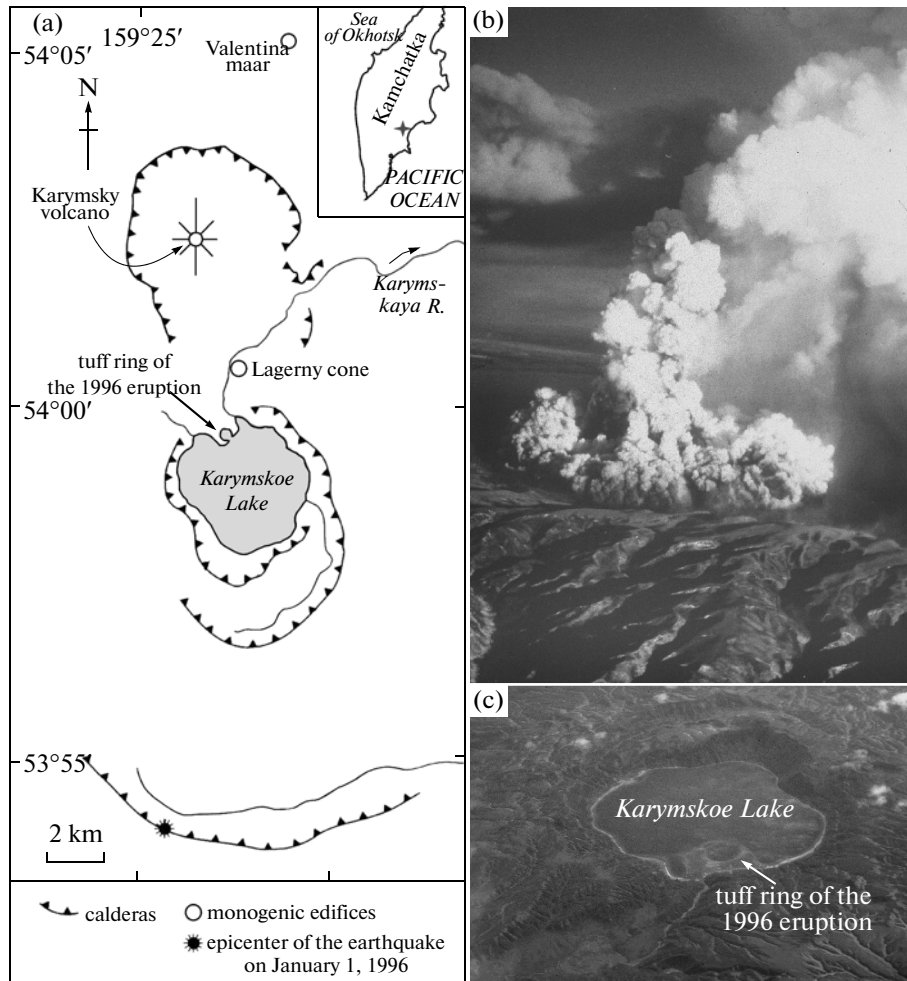 (a)
159°25′
54°05′
Valentina
maar
Sea
of Okhotsk
Kamchatka
PACIFIC
OCEAN
N
Karymsky
volcano
Karyms-
kaya R.
tuff ring of
the 1996 eruption
Lagerny cone
54°00′
Karymskoe
Lake
53°55′
2 km
calderas
monogenic edifices
epicenter of the earthquake
on January 1, 1996
(b)
(c)
Karymskoe Lake
tuff ring of the
1996 eruption